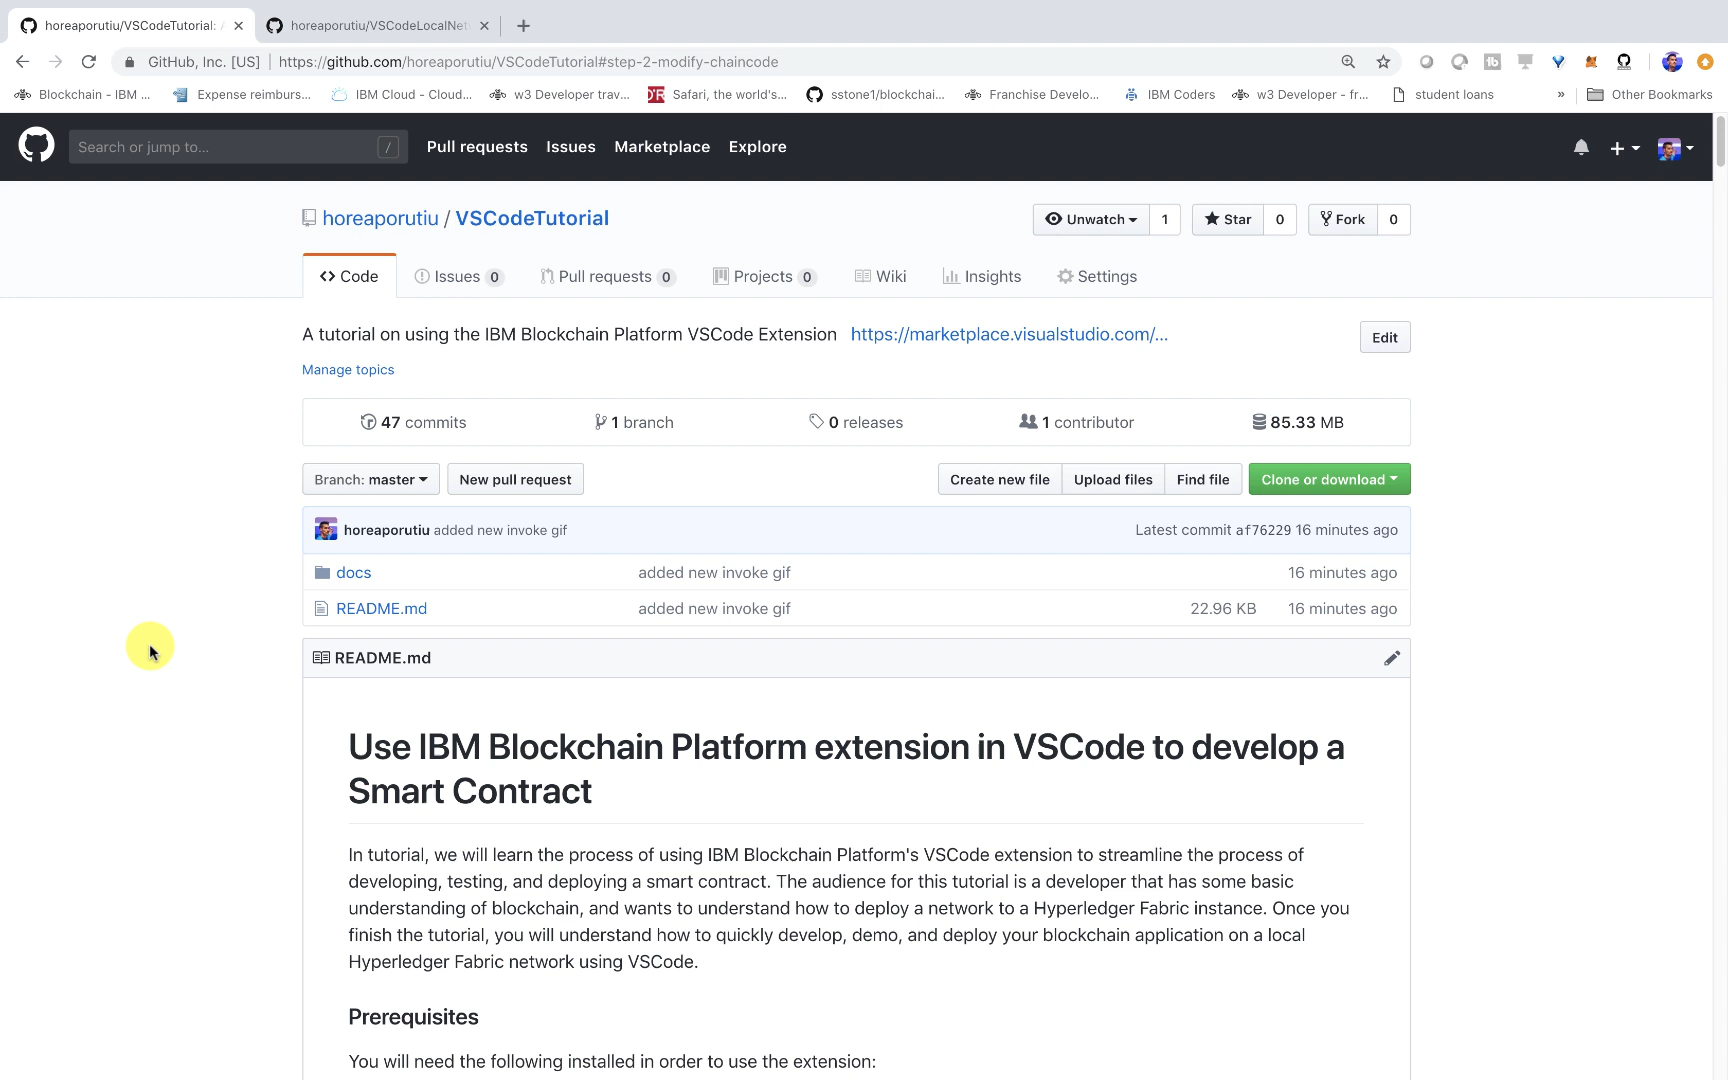 horeaporutiu/VSCodeTutorial: A
horeaporutiu/VSCodeLocalNet
GitHub, Inc. [US] | https://github.com/horeaporutiu/VSCodeTutorial#step-2-modify-chaincode
Blockchain - IBM ... Expense reimburs... IBM Cloud - Cloud... w3 Developer trav... Safari, the world's... sstone1/blockchai... Franchise Develo... IBM Coders w3 Developer - fr... student loans » Other Bookmarks
Search or jump to... / Pull requests Issues Marketplace Explore
horeaporutiu / VSCodeTutorial
Unwatch 1 Star 0 Fork 0
Code Issues 0 Pull requests 0 Projects 0 Wiki Insights Settings
A tutorial on using the IBM Blockchain Platform VSCode Extension https://marketplace.visualstudio.com/...
Edit
Manage topics
47 commits 1 branch 0 releases 1 contributor 85.33 MB
Branch: master New pull request Create new file Upload files Find file Clone or download
horeaporutiu added new invoke gif Latest commit af76229 16 minutes ago
docs added new invoke gif 16 minutes ago
README.md added new invoke gif 22.96 KB 16 minutes ago
README.md
Use IBM Blockchain Platform extension in VSCode to develop a
Smart Contract
In tutorial, we will learn the process of using IBM Blockchain Platform's VSCode extension to streamline the process of
developing, testing, and deploying a smart contract. The audience for this tutorial is a developer that has some basic
understanding of blockchain, and wants to understand how to deploy a network to a Hyperledger Fabric instance. Once you
finish the tutorial, you will understand how to quickly develop, demo, and deploy your blockchain application on a local
Hyperledger Fabric network using VSCode.
Prerequisites
You will need the following installed in order to use the extension: